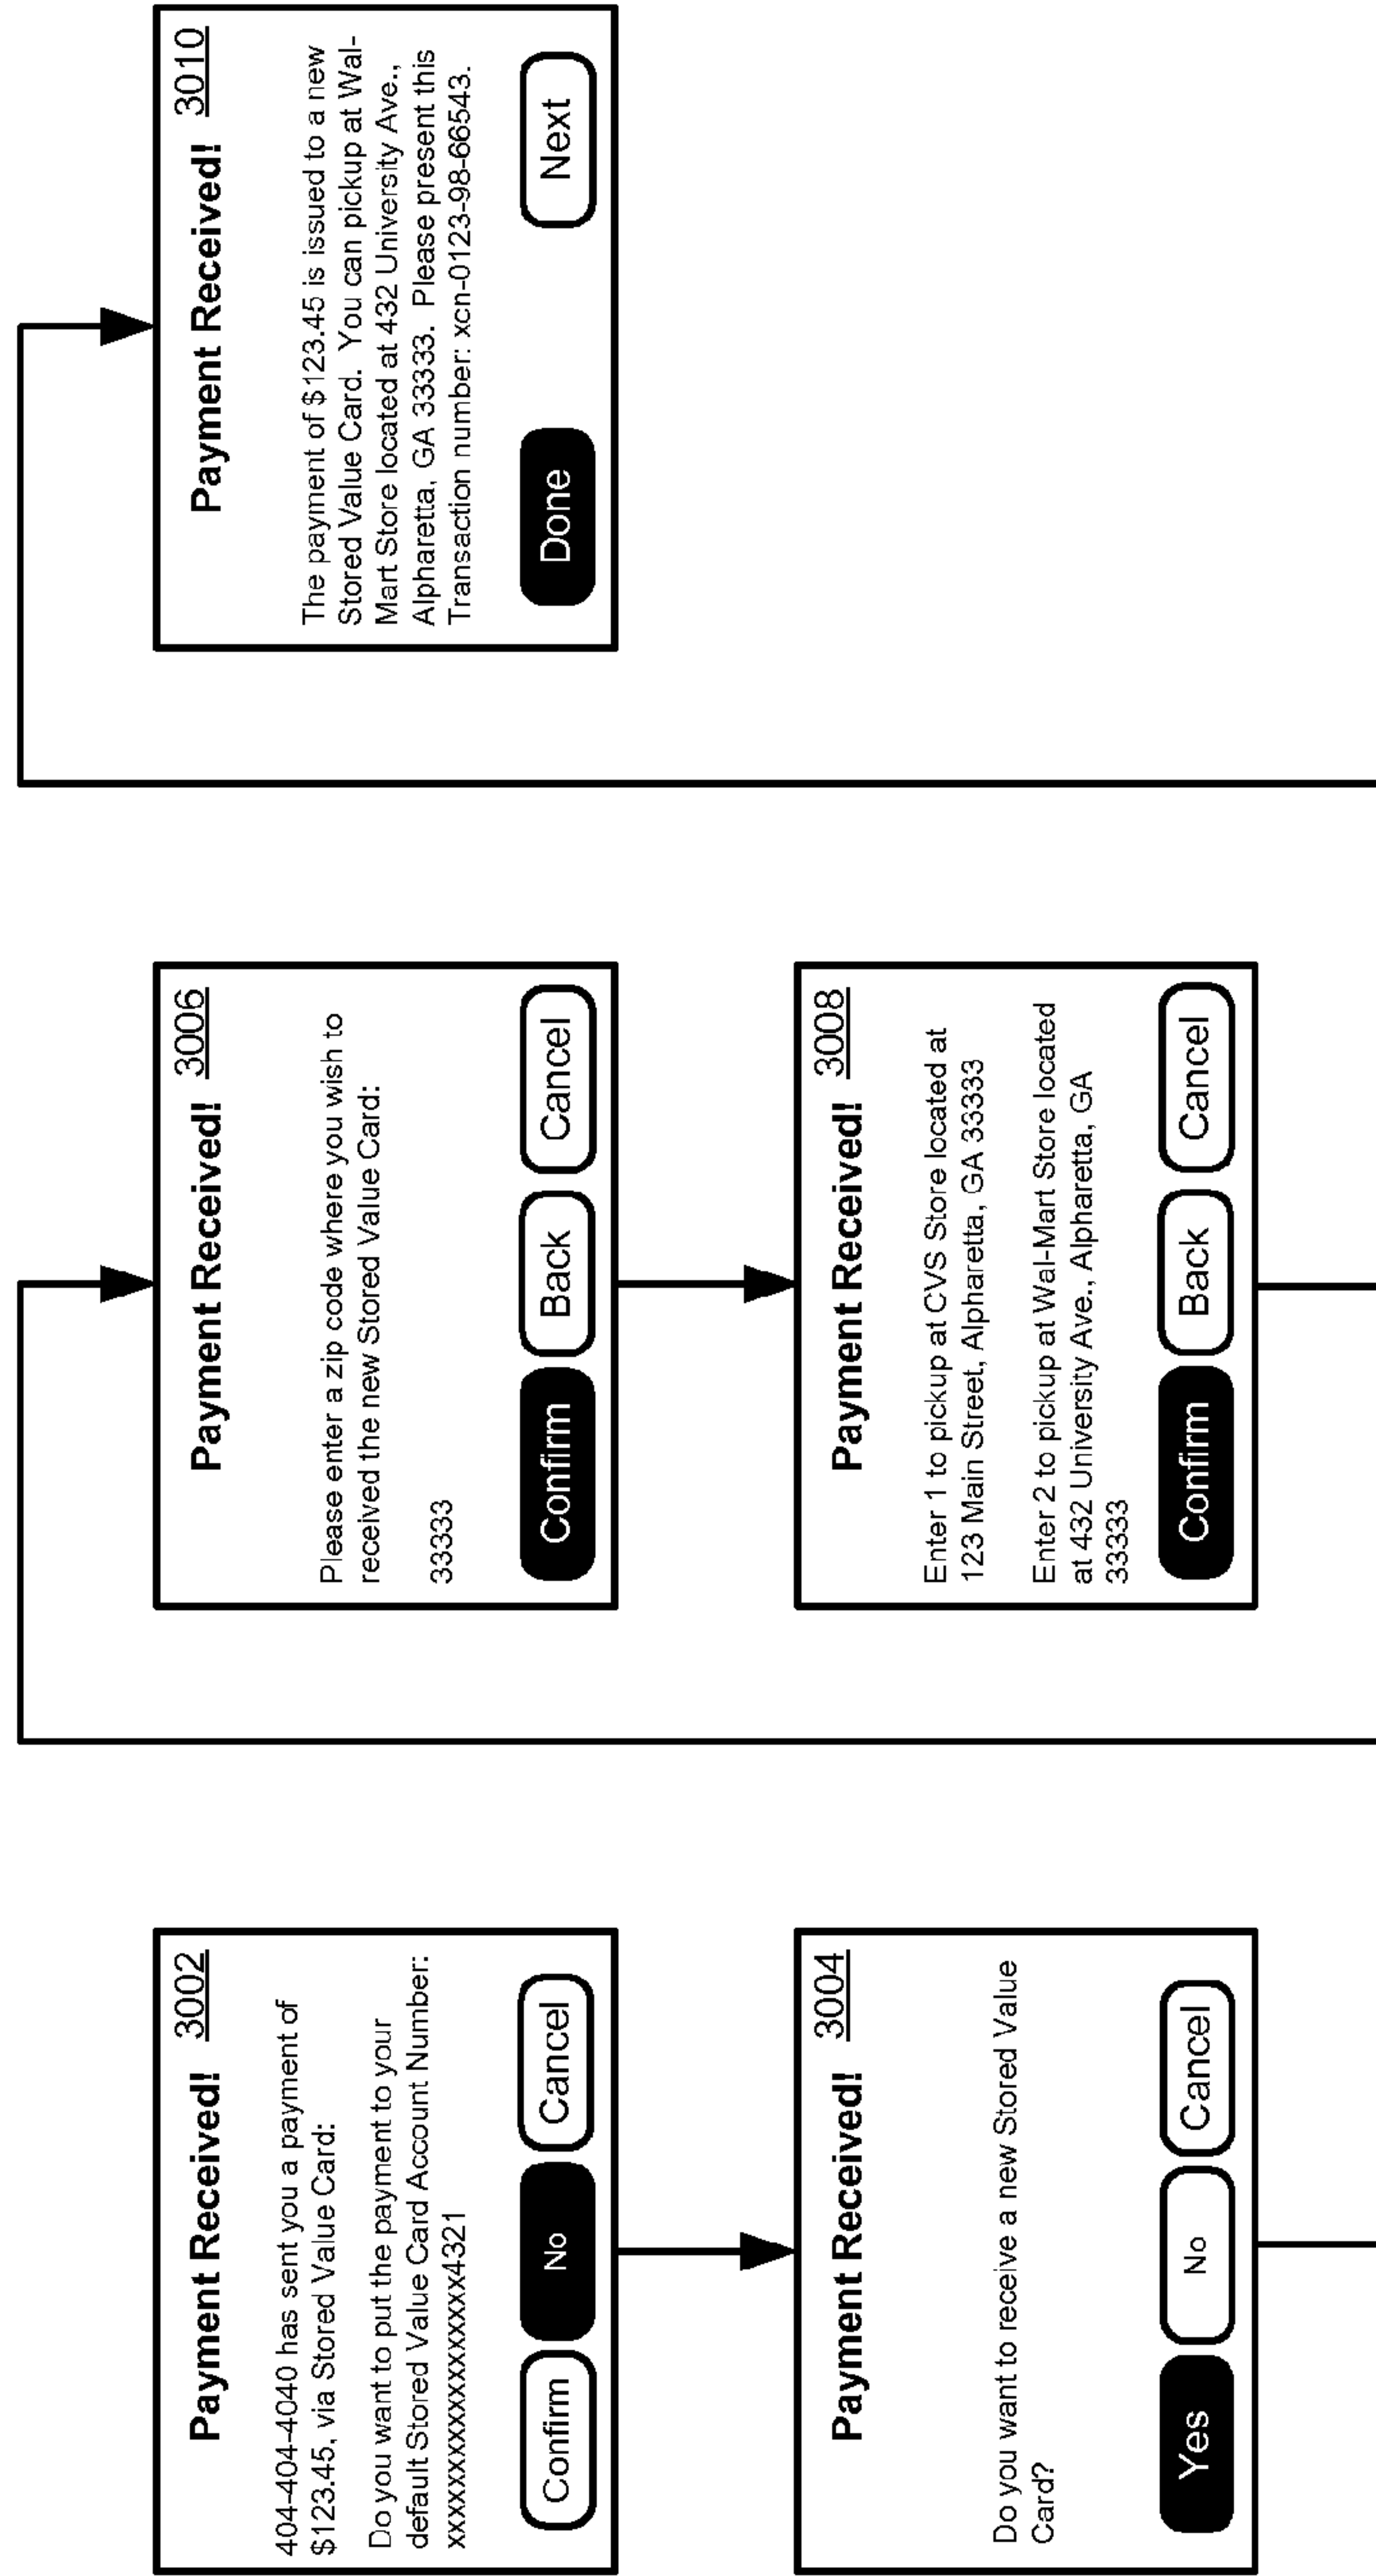 Payment Received! 3002
404-404-4040 has sent you a payment of
$123.45, via Stored Value Card:
Do you want to put the payment to your
default Stored Value Card Account Number:
xxxxxxxxxxxxxxxx4321
Confirm No Cancel
Payment Received! 3004
Do you want to receive a new Stored Value
Card?
Yes No Cancel
Payment Received! 3006
Please enter a zip code where you wish to
received the new Stored Value Card:
33333
Confirm Back Cancel
Payment Received! 3008
Enter 1 to pickup at CVS Store located at
123 Main Street, Alpharetta, GA 33333
Enter 2 to pickup at Wal-Mart Store located
at 432 University Ave., Alpharetta, GA
33333
Confirm Back Cancel
Payment Received! 3010
The payment of $123.45 is issued to a new
Stored Value Card. You can pickup at Wal-
Mart Store located at 432 University Ave.,
Alpharetta, GA 33333. Please present this
Transaction number: xcn-0123-98-66543.
Done Next